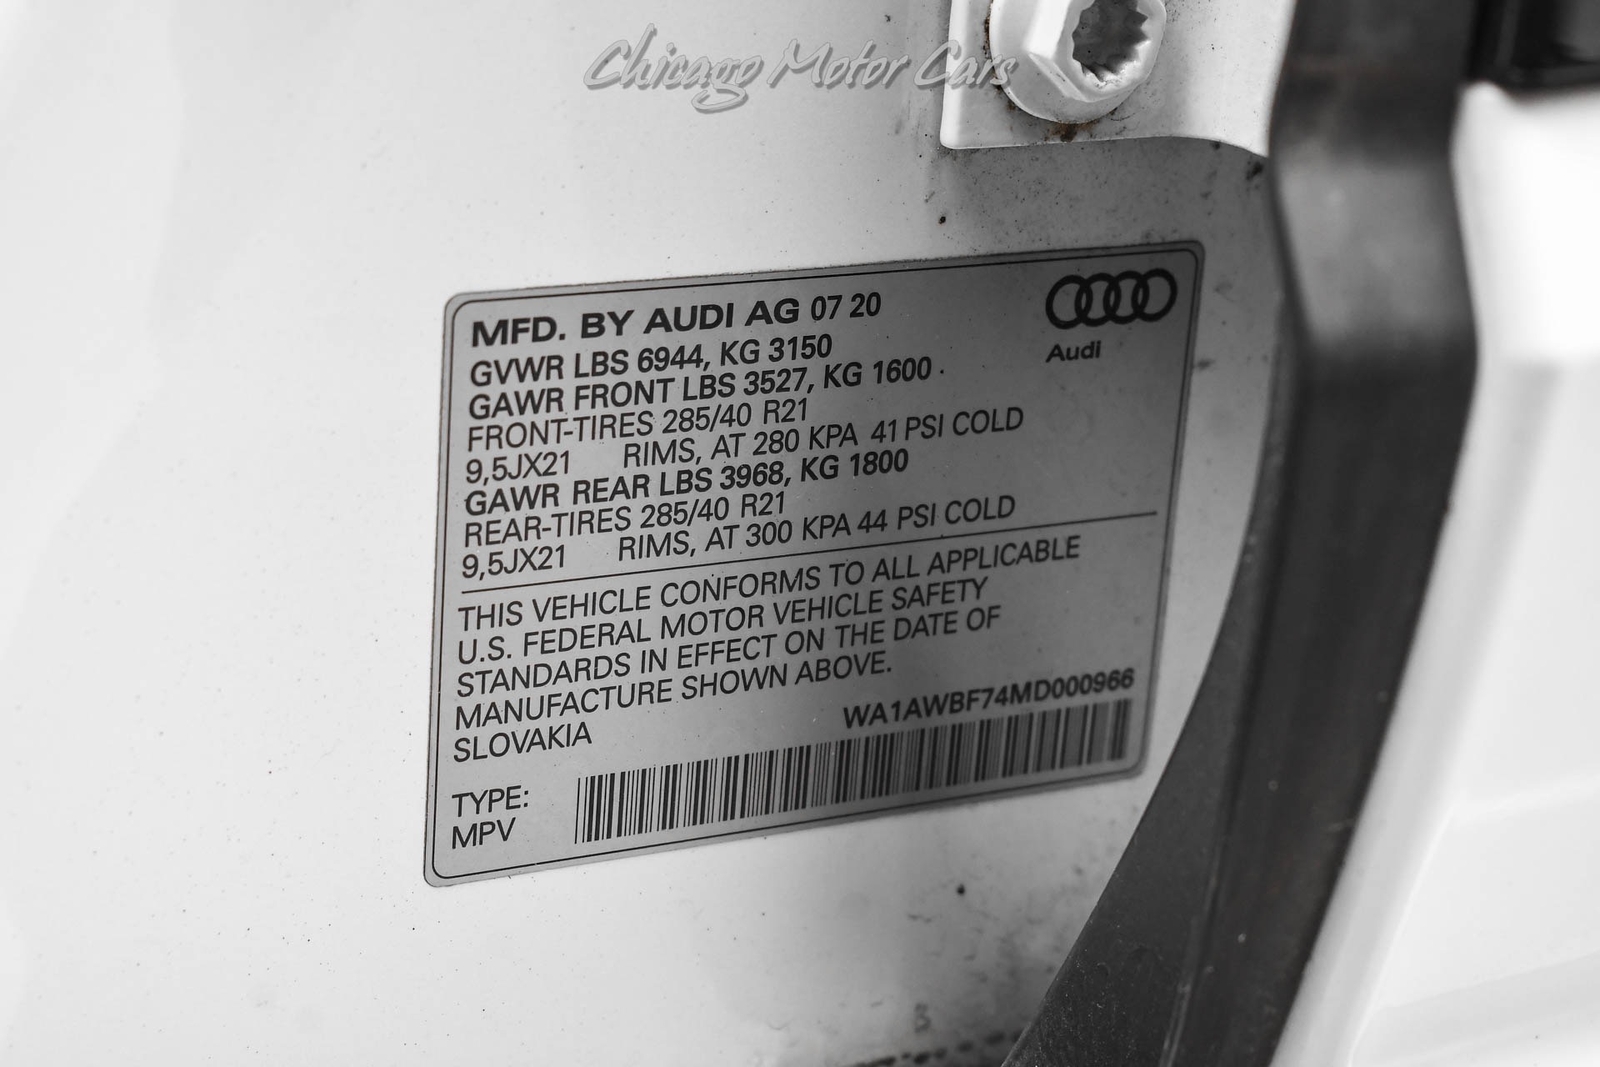 Chicago Motor Cars
MFD. BY AUDI AG 07 20
GVWR LBS 6944, KG 3150
GAWR FRONT LBS 3527, KG 1600
FRONT-TIRES 285/40 R21
9,5JX21 RIMS, AT 280 KPA 41 PSI COLD
GAWR REAR LBS 3968, KG 1800
REAR-TIRES 285/40 R21
9,5JX21 RIMS, AT 300 KPA 44 PSI COLD
Audi
THIS VEHICLE CONFORMS TO ALL APPLICABLE
U.S. FEDERAL MOTOR VEHICLE SAFETY
STANDARDS IN EFFECT ON THE DATE OF
MANUFACTURE SHOWN ABOVE.
SLOVAKIA
WA1AWBF74MD000966
TYPE:
MPV